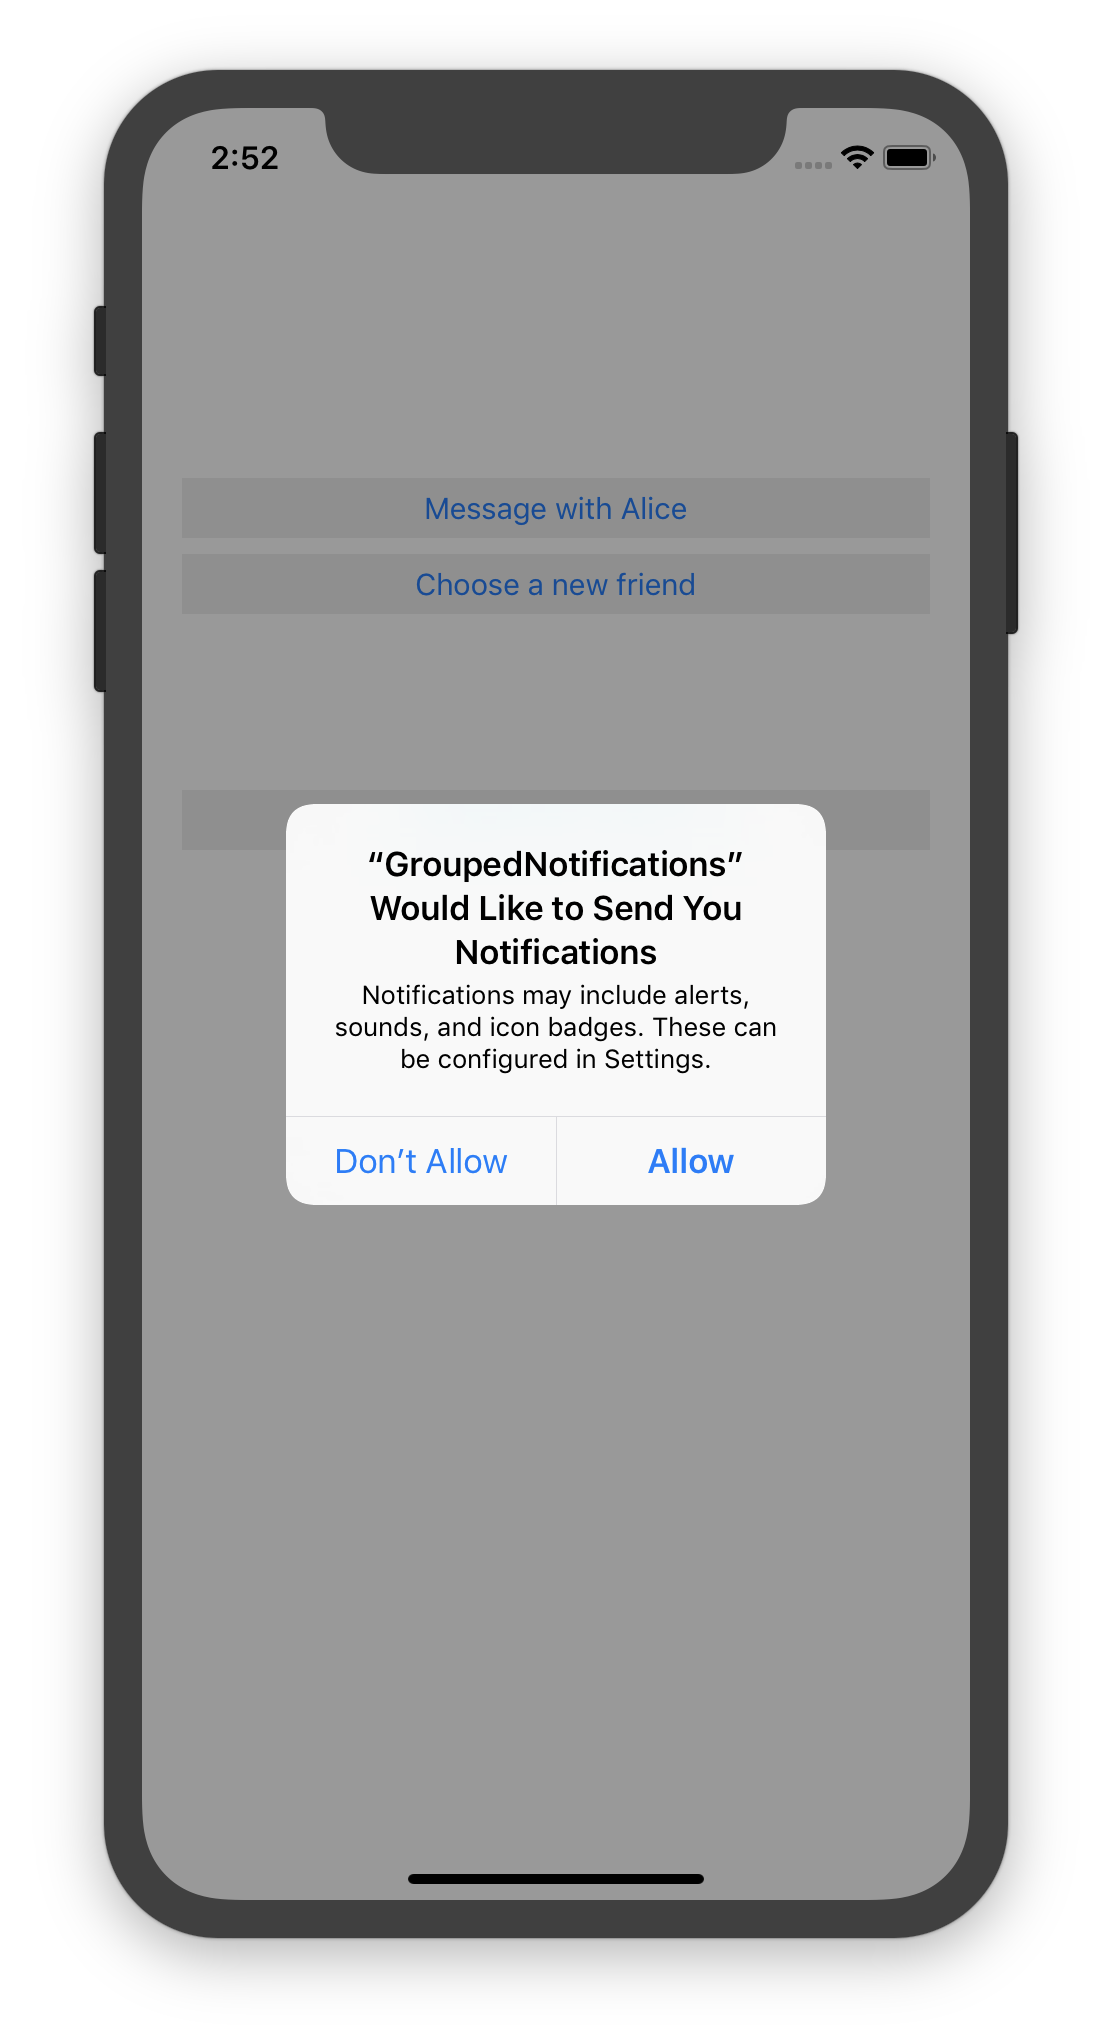 2:52
Message with Alice
Choose a new friend
“GroupedNotifications”
Would Like to Send You
Notifications
Notifications may include alerts,
sounds, and icon badges. These can
be configured in Settings.
Don’t Allow
Allow